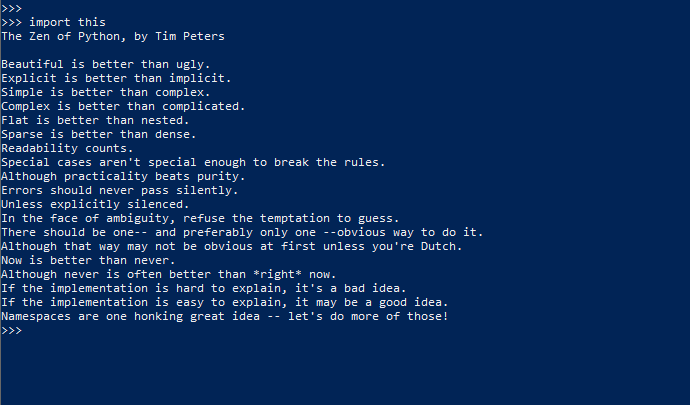 >>>
>>> import this
The Zen of Python, by Tim Peters

Beautiful is better than ugly.
Explicit is better than implicit.
Simple is better than complex.
Complex is better than complicated.
Flat is better than nested.
Sparse is better than dense.
Readability counts.
Special cases aren't special enough to break the rules.
Although practicality beats purity.
Errors should never pass silently.
Unless explicitly silenced.
In the face of ambiguity, refuse the temptation to guess.
There should be one-- and preferably only one --obvious way to do it.
Although that way may not be obvious at first unless you're Dutch.
Now is better than never.
Although never is often better than *right* now.
If the implementation is hard to explain, it's a bad idea.
If the implementation is easy to explain, it may be a good idea.
Namespaces are one honking great idea -- let's do more of those!
>>>